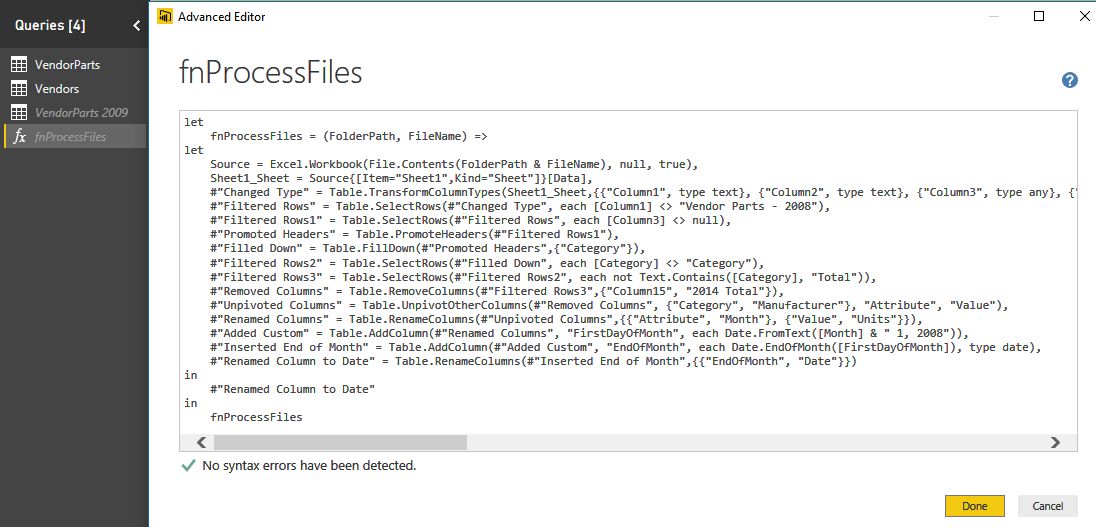 Queries [4]
<
VendorParts
Vendors
VendorParts 2009
fx fnProcessFiles
Advanced Editor
fnProcessFiles
?
let
fnProcessFiles = (FolderPath, FileName) =>
let
Source = Excel.Workbook(File.Contents(FolderPath & FileName), null, true),
Sheet1_Sheet = Source{[Item="Sheet1",Kind="Sheet"]}[Data],
#"Changed Type" = Table.TransformColumnTypes(Sheet1_Sheet,{{"Column1", type text}, {"Column2", type text}, {"Column3", type any}, {"
#"Filtered Rows" = Table.SelectRows(#"Changed Type", each [Column1] <> "Vendor Parts - 2008"),
#"Filtered Rows1" = Table.SelectRows(#"Filtered Rows", each [Column3] <> null),
#"Promoted Headers" = Table.PromoteHeaders(#"Filtered Rows1"),
#"Filled Down" = Table.FillDown(#"Promoted Headers",{"Category"}),
#"Filtered Rows2" = Table.SelectRows(#"Filled Down", each [Category] <> "Category"),
#"Filtered Rows3" = Table.SelectRows(#"Filtered Rows2", each not Text.Contains([Category], "Total")),
#"Removed Columns" = Table.RemoveColumns(#"Filtered Rows3",{"Column15", "2014 Total"}),
#"Unpivoted Columns" = Table.UnpivotOtherColumns(#"Removed Columns", {"Category", "Manufacturer"}, "Attribute", "Value"),
#"Renamed Columns" = Table.RenameColumns(#"Unpivoted Columns",{{"Attribute", "Month"}, {"Value", "Units"}}),
#"Added Custom" = Table.AddColumn(#"Renamed Columns", "FirstDayOfMonth", each Date.FromText([Month] & " 1, 2008")),
#"Inserted End of Month" = Table.AddColumn(#"Added Custom", "EndOfMonth", each Date.EndOfMonth([FirstDayOfMonth]), type date),
#"Renamed Column to Date" = Table.RenameColumns(#"Inserted End of Month",{{"EndOfMonth", "Date"}})
in
#"Renamed Column to Date"
in
fnProcessFiles
No syntax errors have been detected.
Done
Cancel